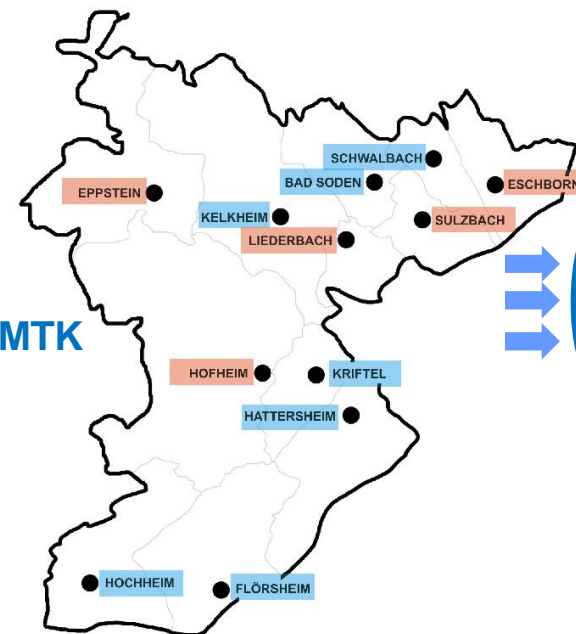 SCHWALBACH
BAD SODEN
EPPSTEIN
ESCHBORN
KELKHEIM
SULZBACH
LIEDERBACH
MTK
HOFHEIM
KRIFTEL
HATTERSHEIM
HOCHHEIM
FLÖRSHEIM